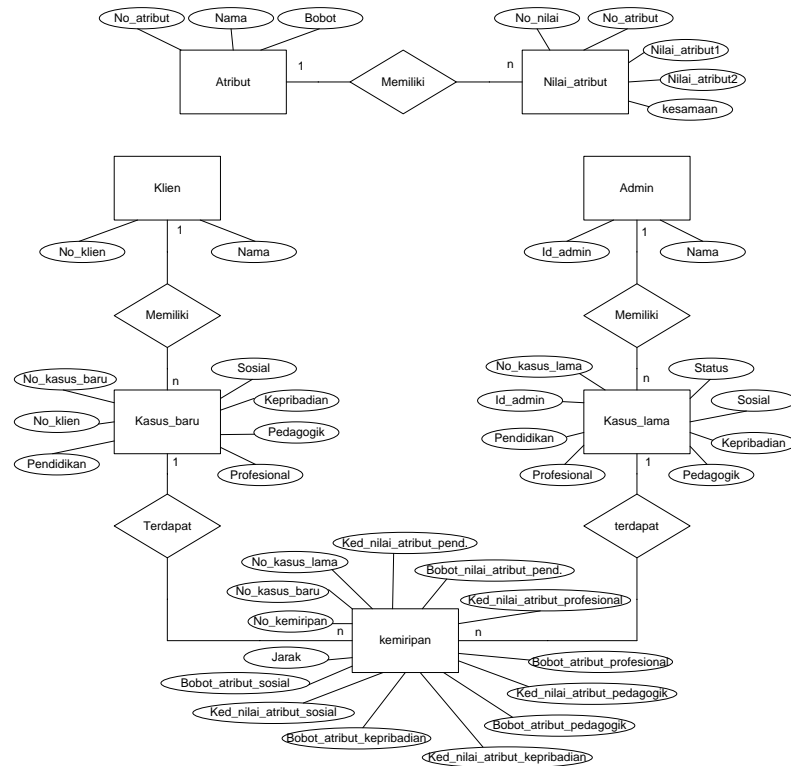 No_atribut
Nama
Bobot
No_nilai
No_atribut
Nilai_atribut1
Nilai_atribut2
kesamaan
Atribut
1
Memiliki
n
Nilai_atribut
Klien
Admin
1
No_klien
Nama
1
Id_admin
Nama
Memiliki
Memiliki
n
No_kasus_baru
Sosial
Kepribadian
No_klien
Kasus_baru
Pedagogik
Pendidikan
Profesional
1
n
No_kasus_lama
Status
Id_admin
Sosial
Kasus_lama
Pendidikan
Kepribadian
Profesional
Pedagogik
1
Terdapat
terdapat
Ked_nilai_atribut_pend.
No_kasus_lama
Bobot_nilai_atribut_pend.
No_kasus_baru
Ked_nilai_atribut_profesional
No_kemiripan
n
kemiripan
n
Jarak
Bobot_atribut_profesional
Bobot_atribut_sosial
Ked_nilai_atribut_pedagogik
Ked_nilai_atribut_sosial
Bobot_atribut_pedagogik
Bobot_atribut_kepribadian
Ked_nilai_atribut_kepribadian